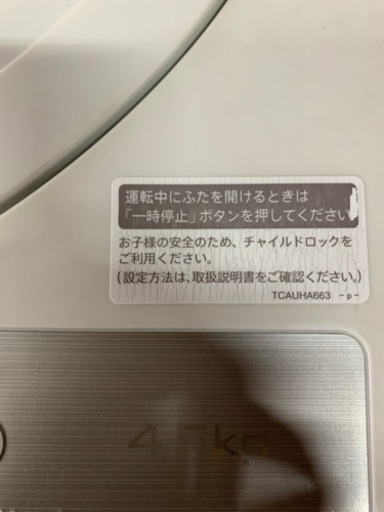 運転中にふたを開けるときは
「一時停止」ボタンを押してください
お子様の安全のため、チャイルドロックを
ご利用ください。
(設定方法は、取扱説明書をご確認ください。)
TCAUHA663 -p-
4.5kg